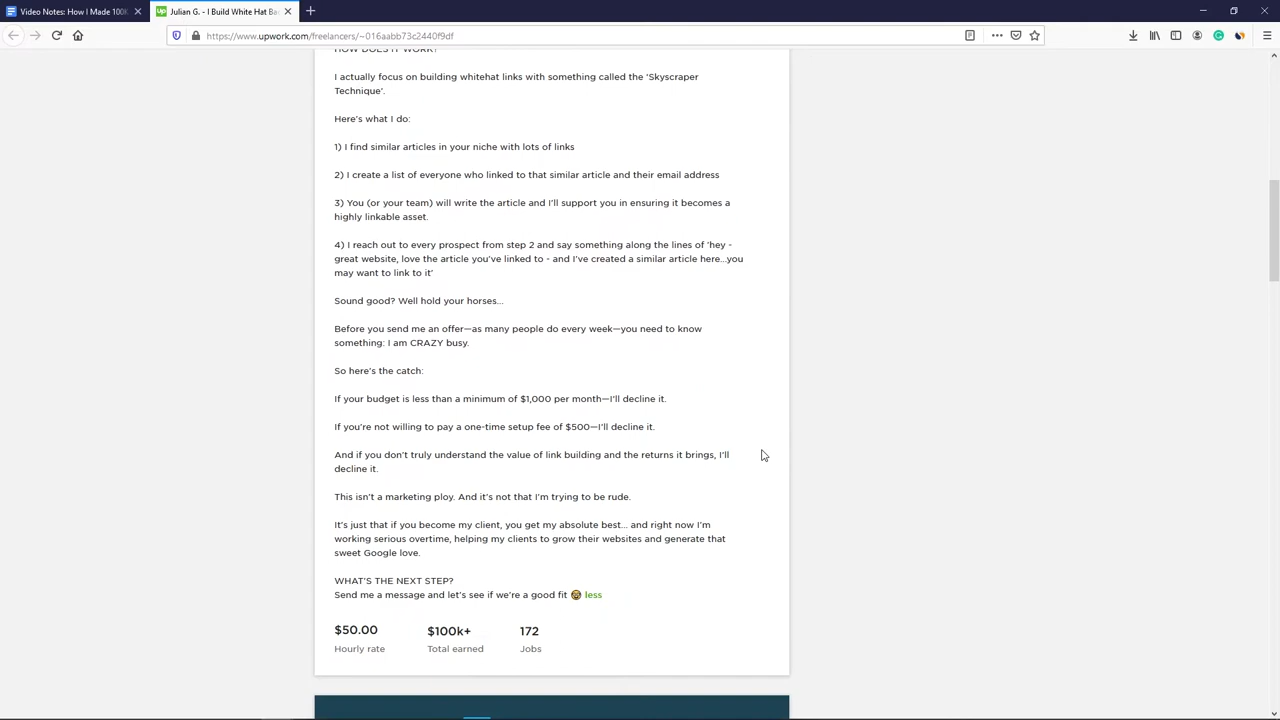 Video Notes: How I Made 100K
Julian G. - I Build White Hat Bac
https://www.upwork.com/freelancers/~016aabb73c2440f9df
HOW DOES IT WORK?
I actually focus on building whitehat links with something called the 'Skyscraper
Technique'.
Here's what I do:
1) I find similar articles in your niche with lots of links
2) I create a list of everyone who linked to that similar article and their email address
3) You (or your team) will write the article and I'll support you in ensuring it becomes a
highly linkable asset.
4) I reach out to every prospect from step 2 and say something along the lines of 'hey -
great website, love the article you've linked to - and I've created a similar article here...you
may want to link to it'
Sound good? Well hold your horses...
Before you send me an offer—as many people do every week—you need to know
something: I am CRAZY busy.
So here's the catch:
If your budget is less than a minimum of $1,000 per month—I'll decline it.
If you're not willing to pay a one-time setup fee of $500—I'll decline it.
And if you don't truly understand the value of link building and the returns it brings, I'll
decline it.
This isn't a marketing ploy. And it's not that I'm trying to be rude.
It's just that if you become my client, you get my absolute best... and right now I'm
working serious overtime, helping my clients to grow their websites and generate that
sweet Google love.
WHAT'S THE NEXT STEP?
Send me a message and let's see if we're a good fit 🦁 less
$50.00 $100k+ 172
Hourly rate Total earned Jobs